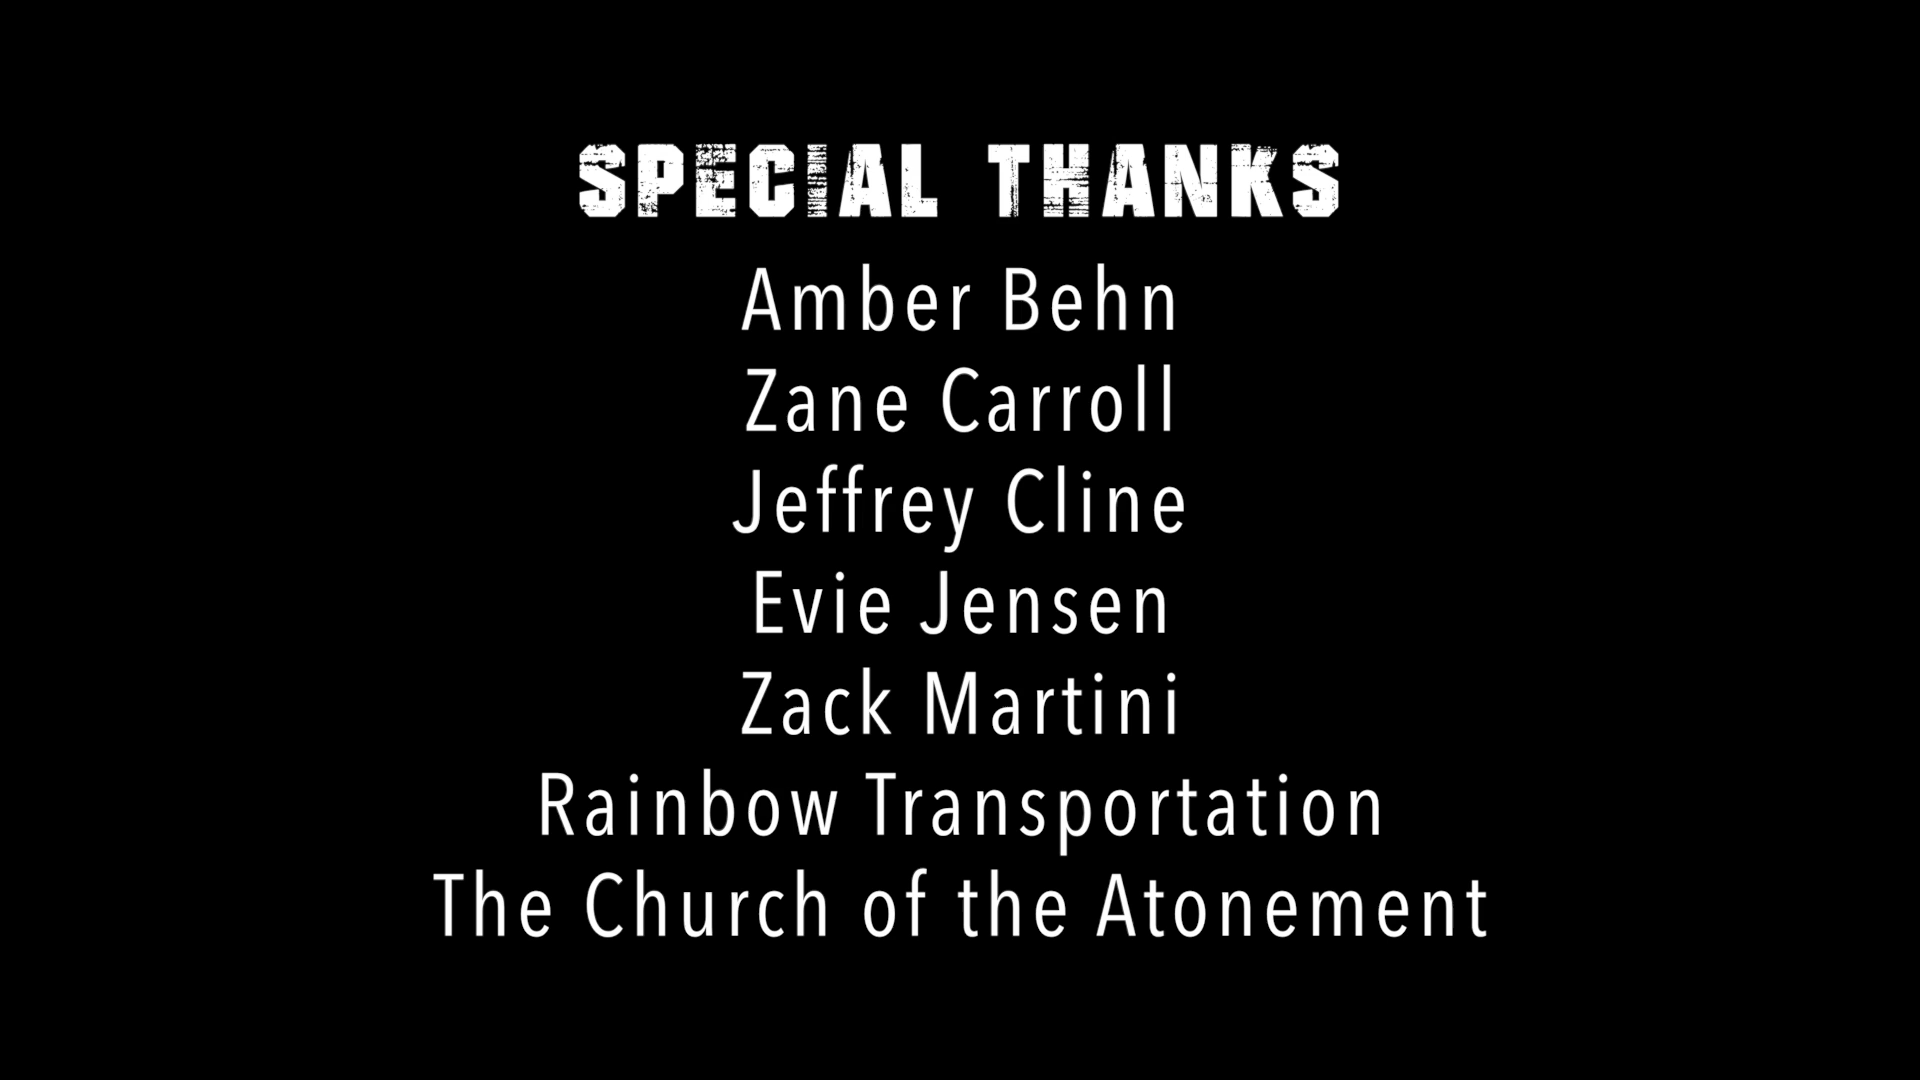 SPECIAL THANKS
Amber Behn
Zane Carroll
Jeffrey Cline
Evie Jensen
Zack Martini
Rainbow Transportation
The Church of the Atonement